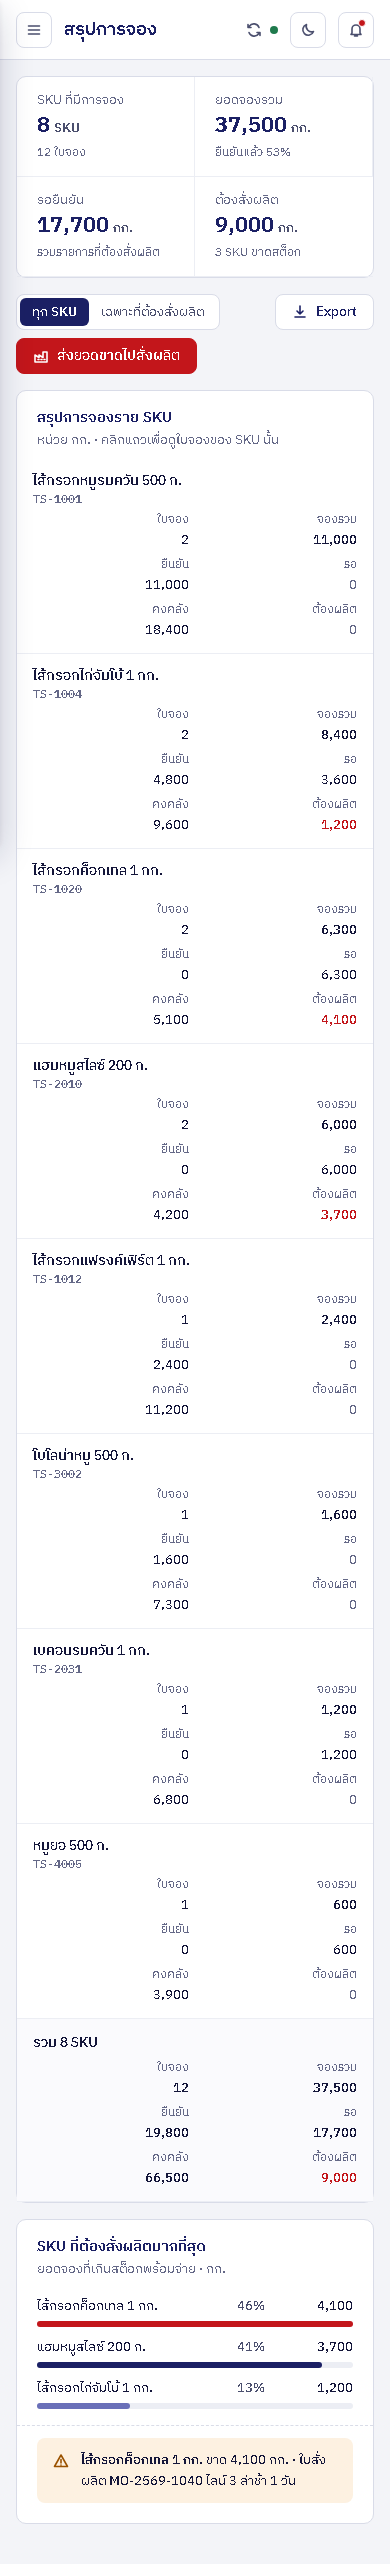 สรุปการจอง
SKU ที่มีการจอง
8 SKU
12 ใบจอง
ยอดจองรวม
37,500 กก.
ยืนยันแล้ว 53%
รอยืนยัน
17,700 กก.
รวมรายการที่ต้องสั่งผลิต
ต้องสั่งผลิต
9,000 กก.
3 SKU ขาดสต็อก
ทุก SKU เฉพาะที่ต้องสั่งผลิต Export
ส่งยอดขาดไปสั่งผลิต
สรุปการจองราย SKU
หน่วย กก. · คลิกแถวเพื่อดูใบจองของ SKU นั้น
ไส้กรอกหมูรมควัน 500 ก.
TS-1001
ใบจอง จองรวม
2 11,000
ยืนยัน รอ
11,000 0
คงคลัง ต้องผลิต
18,400 0
ไส้กรอกไก่จัมโบ้ 1 กก.
TS-1004
ใบจอง จองรวม
2 8,400
ยืนยัน รอ
4,800 3,600
คงคลัง ต้องผลิต
9,600 1,200
ไส้กรอกค็อกเทล 1 กก.
TS-1020
ใบจอง จองรวม
2 6,300
ยืนยัน รอ
0 6,300
คงคลัง ต้องผลิต
5,100 4,100
แฮมหมูสไลซ์ 200 ก.
TS-2010
ใบจอง จองรวม
2 6,000
ยืนยัน รอ
0 6,000
คงคลัง ต้องผลิต
4,200 3,700
ไส้กรอกแฟรงค์เฟิร์ต 1 กก.
TS-1012
ใบจอง จองรวม
1 2,400
ยืนยัน รอ
2,400 0
คงคลัง ต้องผลิต
11,200 0
โบโลน่าหมู 500 ก.
TS-3002
ใบจอง จองรวม
1 1,600
ยืนยัน รอ
1,600 0
คงคลัง ต้องผลิต
7,300 0
เบคอนรมควัน 1 กก.
TS-2031
ใบจอง จองรวม
1 1,200
ยืนยัน รอ
0 1,200
คงคลัง ต้องผลิต
6,800 0
หมูยอ 500 ก.
TS-4005
ใบจอง จองรวม
1 600
ยืนยัน รอ
0 600
คงคลัง ต้องผลิต
3,900 0
รวม 8 SKU
ใบจอง จองรวม
12 37,500
ยืนยัน รอ
19,800 17,700
คงคลัง ต้องผลิต
66,500 9,000
SKU ที่ต้องสั่งผลิตมากที่สุด
ยอดจองที่เกินสต็อกพร้อมจ่าย · กก.
ไส้กรอกค็อกเทล 1 กก. 46% 4,100
แฮมหมูสไลซ์ 200 ก. 41% 3,700
ไส้กรอกไก่จัมโบ้ 1 กก. 13% 1,200
ไส้กรอกค็อกเทล 1 กก. ขาด 4,100 กก. · ใบสั่ง
ผลิต MO-2569-1040 ไลน์ 3 ล่าช้า 1 วัน